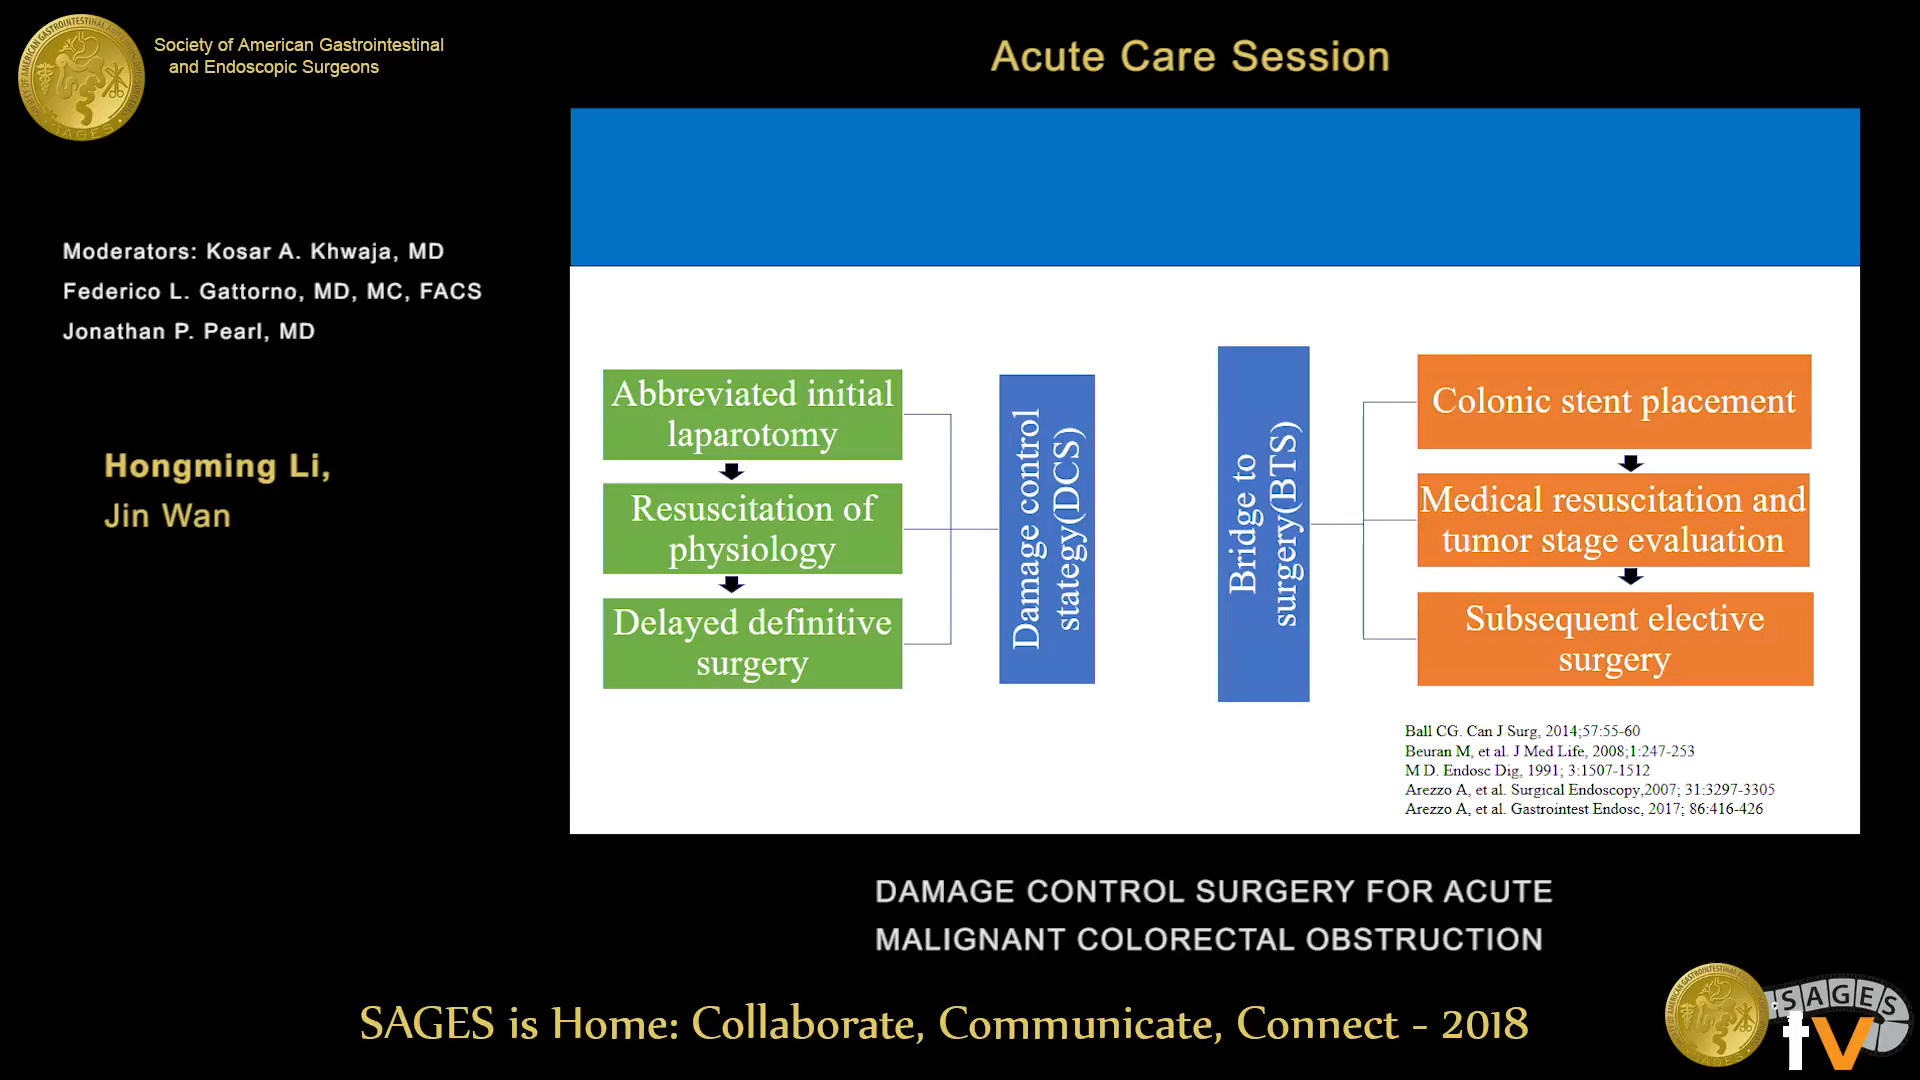 Society of American Gastrointestinal
and Endoscopic Surgeons
Acute Care Session
Moderators: Kosar A. Khwaja, MD
Federico L. Gattorno, MD, MC, FACS
Jonathan P. Pearl, MD
Hongming Li,
Jin Wan
Abbreviated initial
laparotomy
Resuscitation of
physiology
Delayed definitive
surgery
Damage control
stategy(DCS)
Bridge to
surgery(BTS)
Colonic stent placement
Medical resuscitation and
tumor stage evaluation
Subsequent elective
surgery
Ball CG. Can J Surg, 2014;57:55-60
Beuran M, et al. J Med Life, 2008;1:247-253
M D. Endosc Dig, 1991; 3:1507-1512
Arezzo A, et al. Surgical Endoscopy,2007; 31:3297-3305
Arezzo A, et al. Gastrointest Endosc, 2017; 86:416-426
DAMAGE CONTROL SURGERY FOR ACUTE
MALIGNANT COLORECTAL OBSTRUCTION
SAGES is Home: Collaborate, Communicate, Connect - 2018
SAGES
tv